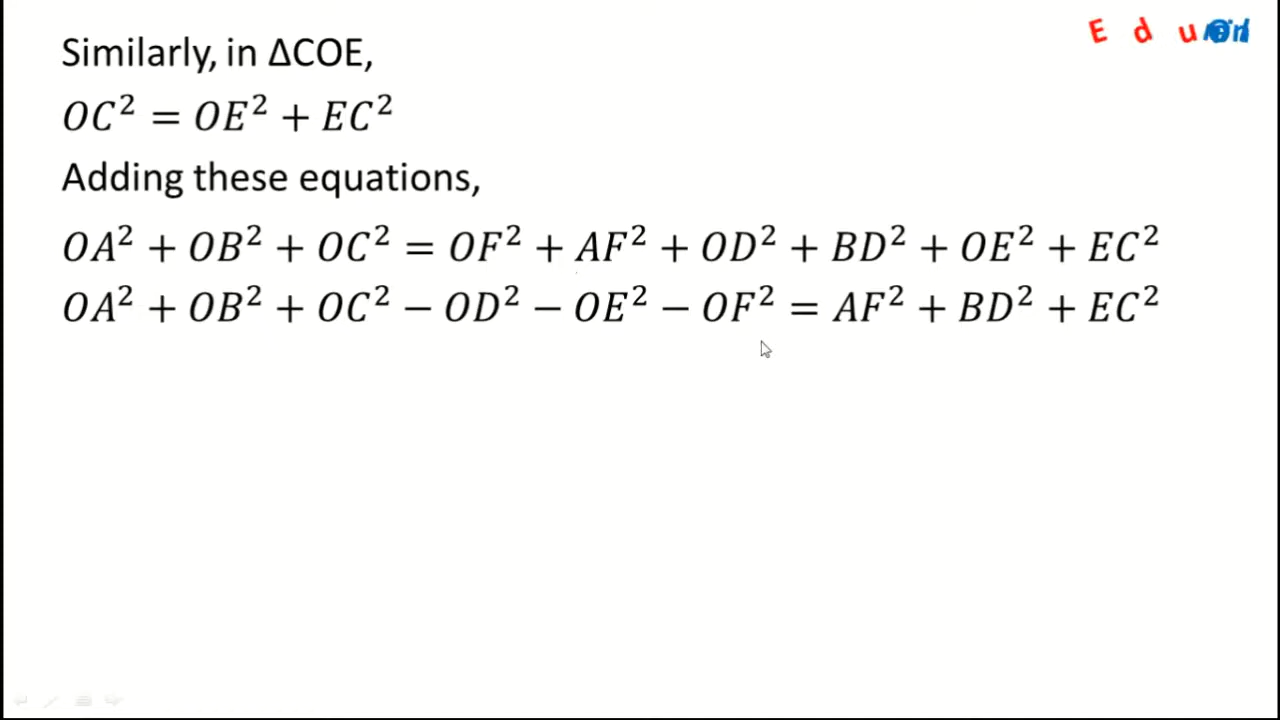 E d u
Similarly, in ΔCOE,
OC² = OE² + EC²
Adding these equations,
OA² + OB² + OC² = OF² + AF² + OD² + BD² + OE² + EC²
OA² + OB² + OC² − OD² − OE² − OF² = AF² + BD² + EC²